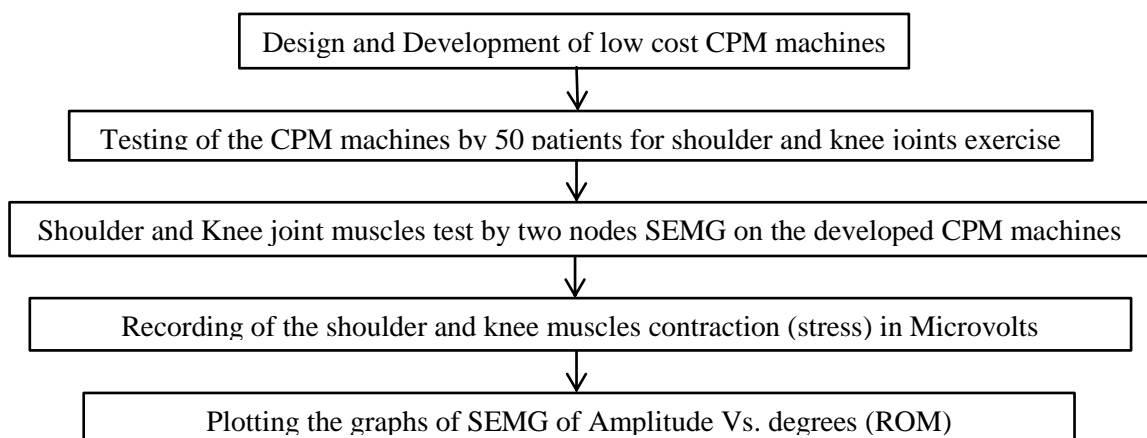 Design and Development of low cost CPM machines
Testing of the CPM machines by 50 patients for shoulder and knee joints exercise
Shoulder and Knee joint muscles test by two nodes SEMG on the developed CPM machines
Recording of the shoulder and knee muscles contraction (stress) in Microvolts
Plotting the graphs of SEMG of Amplitude Vs. degrees (ROM)